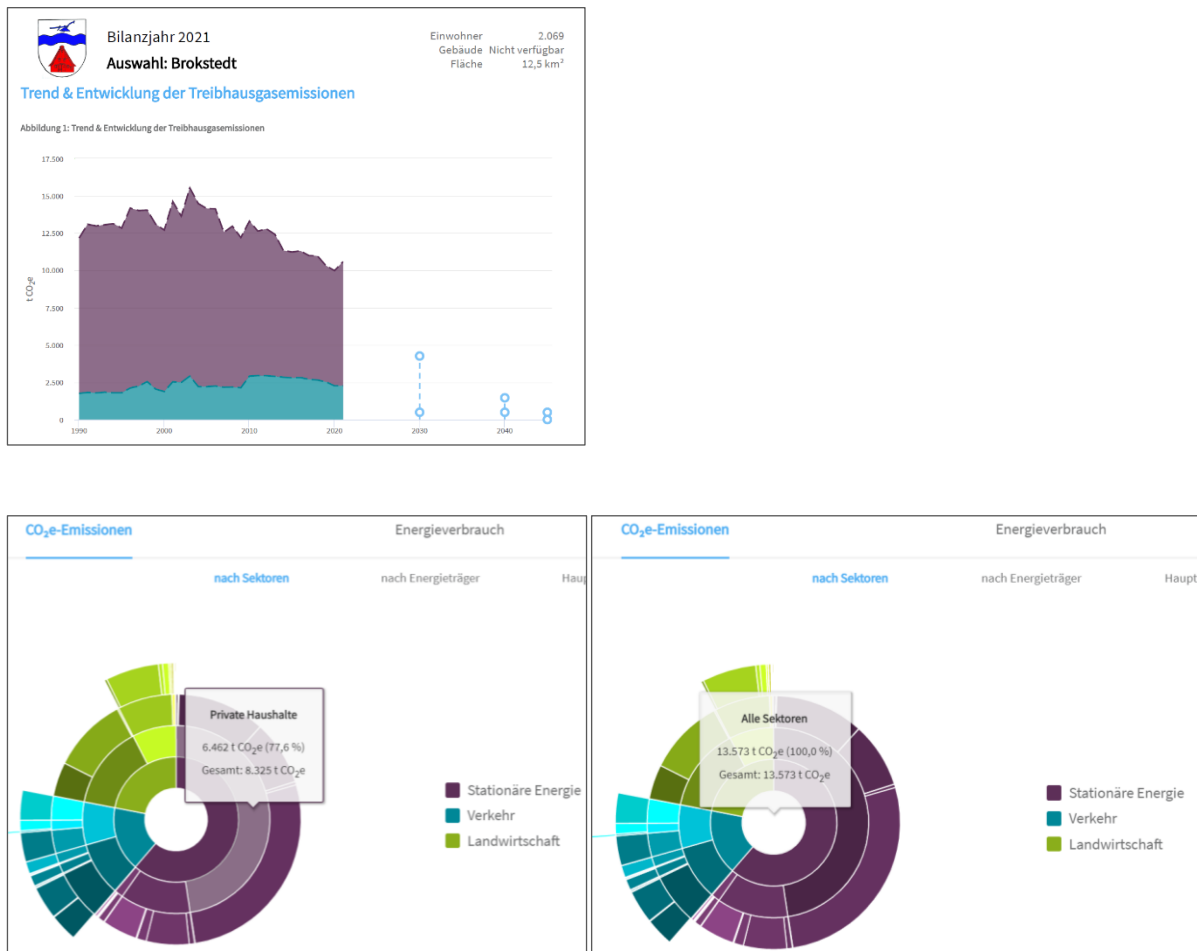 Bilanzjahr 2021
Auswahl: Brokstedt
Einwohner 2.069
Gebäude Nicht verfügbar
Fläche 12,5 km²
Trend & Entwicklung der Treibhausgasemissionen
Abbildung 1: Trend & Entwicklung der Treibhausgasemissionen
17.500
15.000
12.500
10.000
7.500
5.000
2.500
0
t CO₂e
1990 2000 2010 2020 2030 2040
CO₂e-Emissionen Energieverbrauch
nach Sektoren nach Energieträger Haup
Private Haushalte
6.462 t CO₂e (77,6 %)
Gesamt: 8.325 t CO₂e
Stationäre Energie
Verkehr
Landwirtschaft
CO₂e-Emissionen Energieverbrauch
nach Sektoren nach Energieträger Haupt
Alle Sektoren
13.573 t CO₂e (100,0 %)
Gesamt: 13.573 t CO₂e
Stationäre Energie
Verkehr
Landwirtschaft